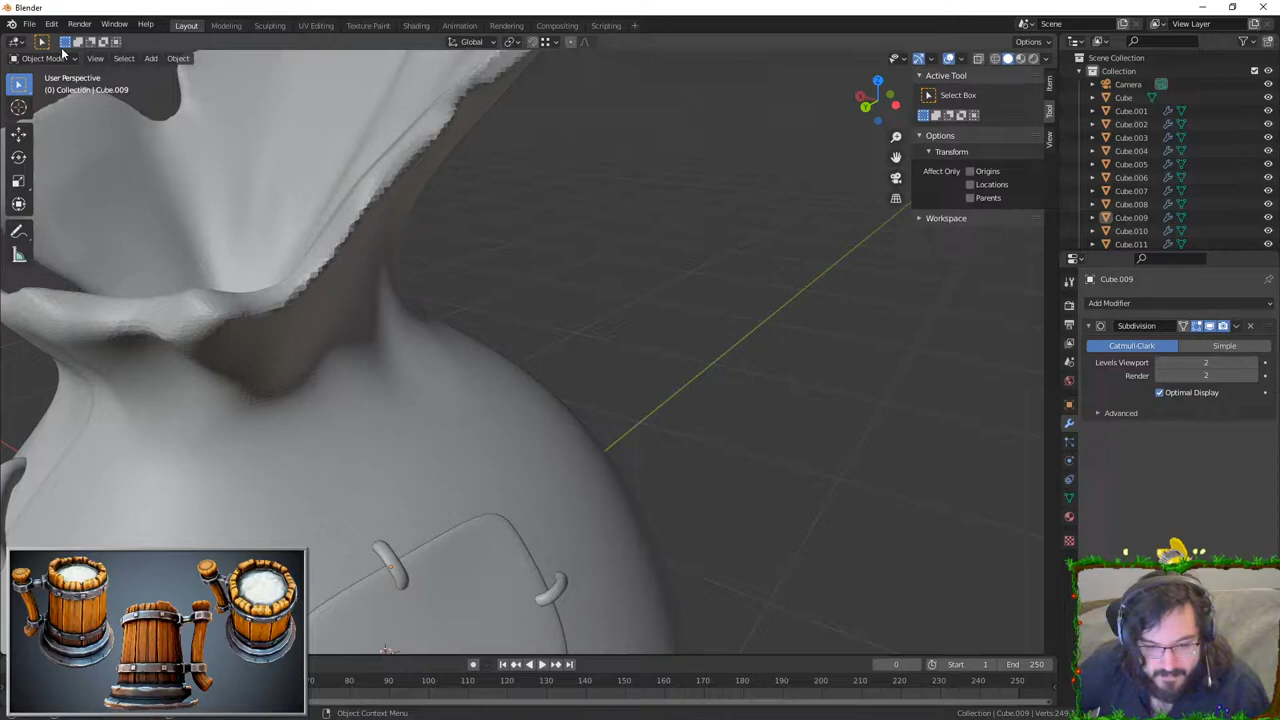 Blender
File Edit Render Window Help Layout Modeling Sculpting UV Editing Texture Paint Shading Animation Rendering Compositing Scripting + Scene View Layer
Global Options
Object Mode View Select Add Object
User Perspective
(0) Collection | Cube.009
Active Tool
Select Box
Options
Transform
Affect Only Origins
Locations
Parents
Workspace
Item
Tool
View
Scene Collection
Collection
Camera
Cube
Cube.001
Cube.002
Cube.003
Cube.004
Cube.005
Cube.006
Cube.007
Cube.008
Cube.009
Cube.010
Cube.011
Cube.009
Add Modifier
Subdivision
Catmull-Clark Simple
Levels Viewport 2
Render 2
Optimal Display
Advanced
0 Start 1 End 250
80 90 100 110 120 130 140 150 160 170 180 190 200 210 220 230 240 250
Object Context Menu
Collection | Cube.009 | Verts:249,